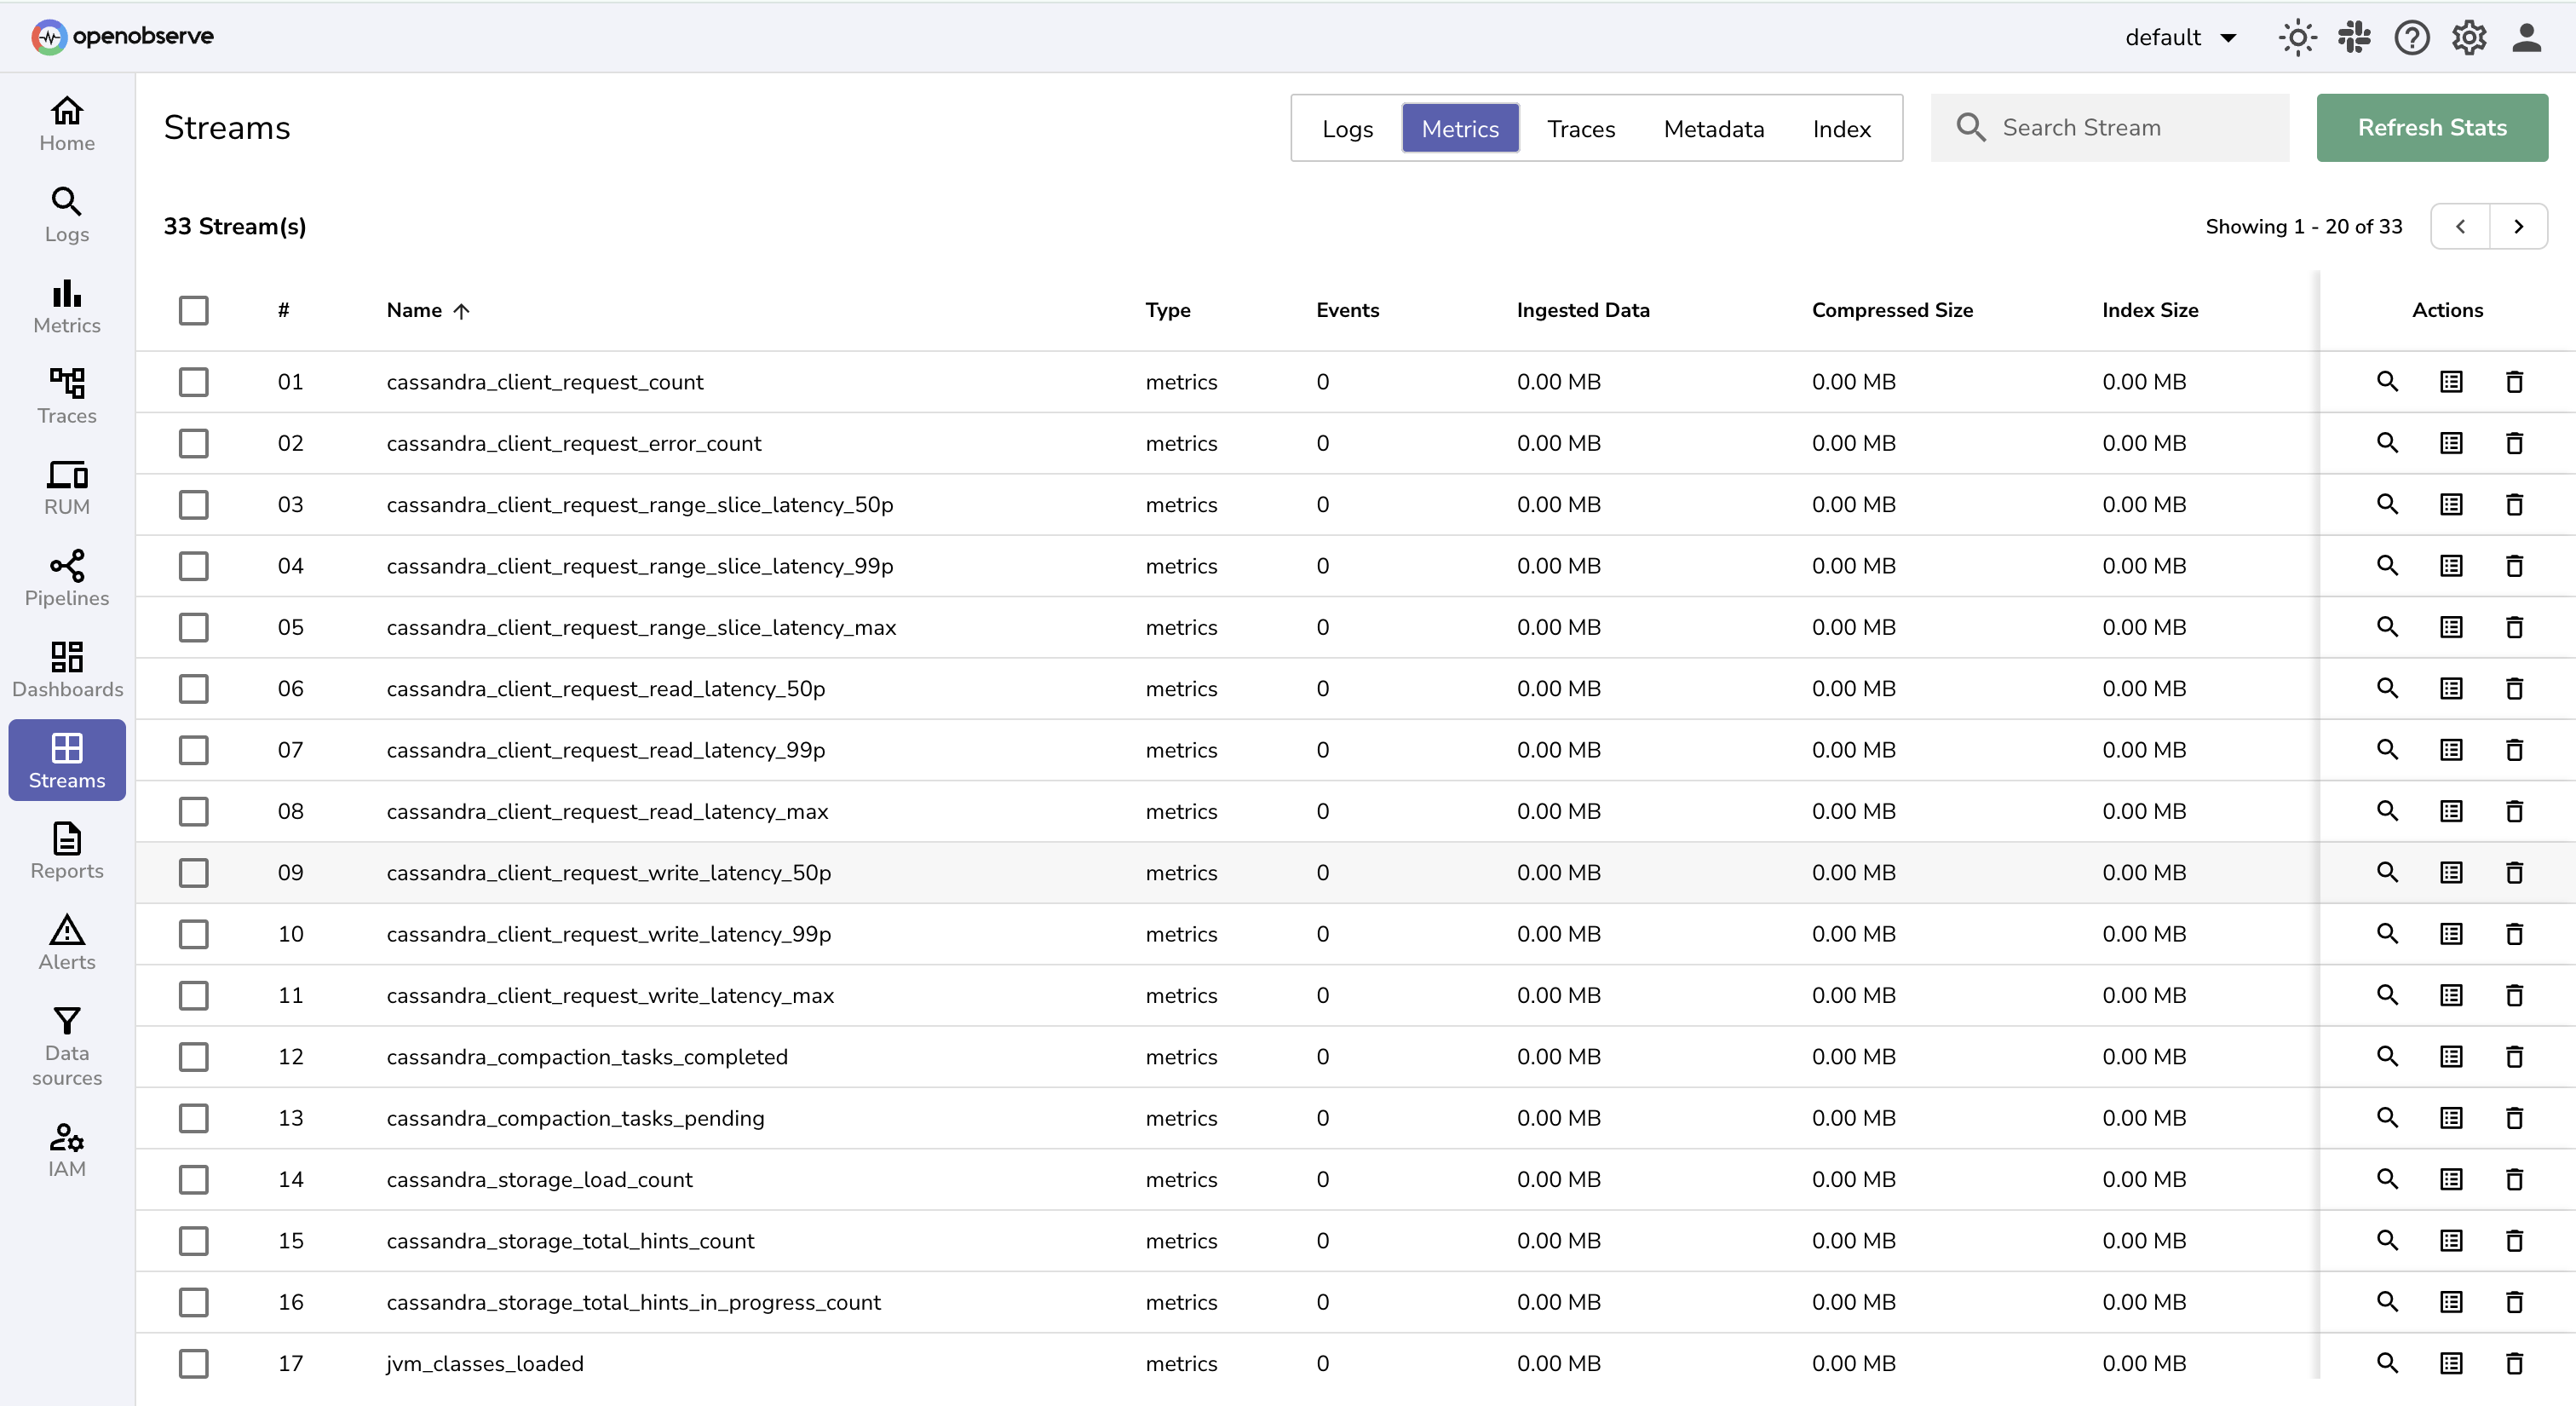 openobserve
default
Home
Logs
Metrics
Traces
RUM
Pipelines
Dashboards
Streams
Reports
Alerts
Data
sources
IAM
Streams
Logs Metrics Traces Metadata Index
Search Stream
Refresh Stats
33 Stream(s)
Showing 1 - 20 of 33
# Name Type Events Ingested Data Compressed Size Index Size Actions
01 cassandra_client_request_count metrics 0 0.00 MB 0.00 MB 0.00 MB
02 cassandra_client_request_error_count metrics 0 0.00 MB 0.00 MB 0.00 MB
03 cassandra_client_request_range_slice_latency_50p metrics 0 0.00 MB 0.00 MB 0.00 MB
04 cassandra_client_request_range_slice_latency_99p metrics 0 0.00 MB 0.00 MB 0.00 MB
05 cassandra_client_request_range_slice_latency_max metrics 0 0.00 MB 0.00 MB 0.00 MB
06 cassandra_client_request_read_latency_50p metrics 0 0.00 MB 0.00 MB 0.00 MB
07 cassandra_client_request_read_latency_99p metrics 0 0.00 MB 0.00 MB 0.00 MB
08 cassandra_client_request_read_latency_max metrics 0 0.00 MB 0.00 MB 0.00 MB
09 cassandra_client_request_write_latency_50p metrics 0 0.00 MB 0.00 MB 0.00 MB
10 cassandra_client_request_write_latency_99p metrics 0 0.00 MB 0.00 MB 0.00 MB
11 cassandra_client_request_write_latency_max metrics 0 0.00 MB 0.00 MB 0.00 MB
12 cassandra_compaction_tasks_completed metrics 0 0.00 MB 0.00 MB 0.00 MB
13 cassandra_compaction_tasks_pending metrics 0 0.00 MB 0.00 MB 0.00 MB
14 cassandra_storage_load_count metrics 0 0.00 MB 0.00 MB 0.00 MB
15 cassandra_storage_total_hints_count metrics 0 0.00 MB 0.00 MB 0.00 MB
16 cassandra_storage_total_hints_in_progress_count metrics 0 0.00 MB 0.00 MB 0.00 MB
17 jvm_classes_loaded metrics 0 0.00 MB 0.00 MB 0.00 MB